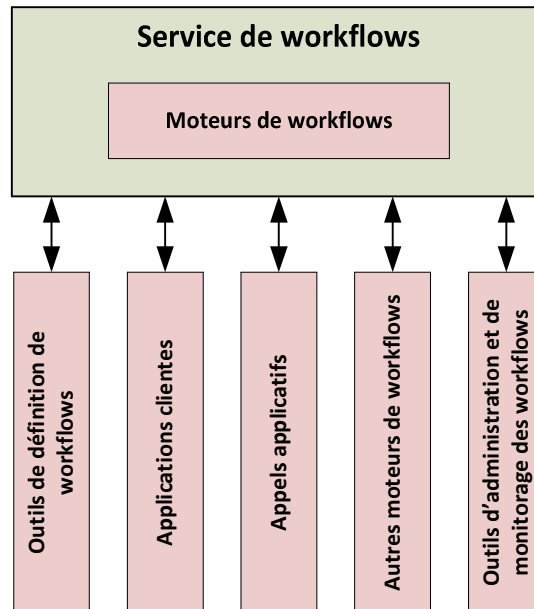 Service de workflows
Moteurs de workflows
Outils de définition de
workflows
Applications clientes
Appels applicatifs
Autres moteurs de workflows
Outils d’administration et de
monitorage des workflows